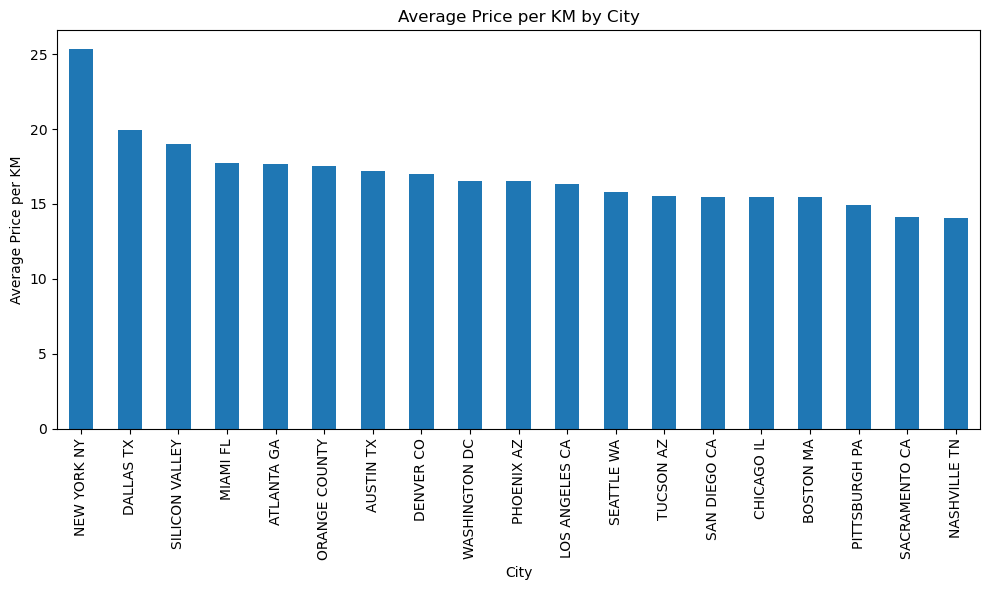 Average Price per KM by City
Average Price per KM
25
20
15
10
5
0
NEW YORK NY
DALLAS TX
SILICON VALLEY
MIAMI FL
ATLANTA GA
ORANGE COUNTY
AUSTIN TX
DENVER CO
WASHINGTON DC
PHOENIX AZ
LOS ANGELES CA
SEATTLE WA
TUCSON AZ
SAN DIEGO CA
CHICAGO IL
BOSTON MA
PITTSBURGH PA
SACRAMENTO CA
NASHVILLE TN
City